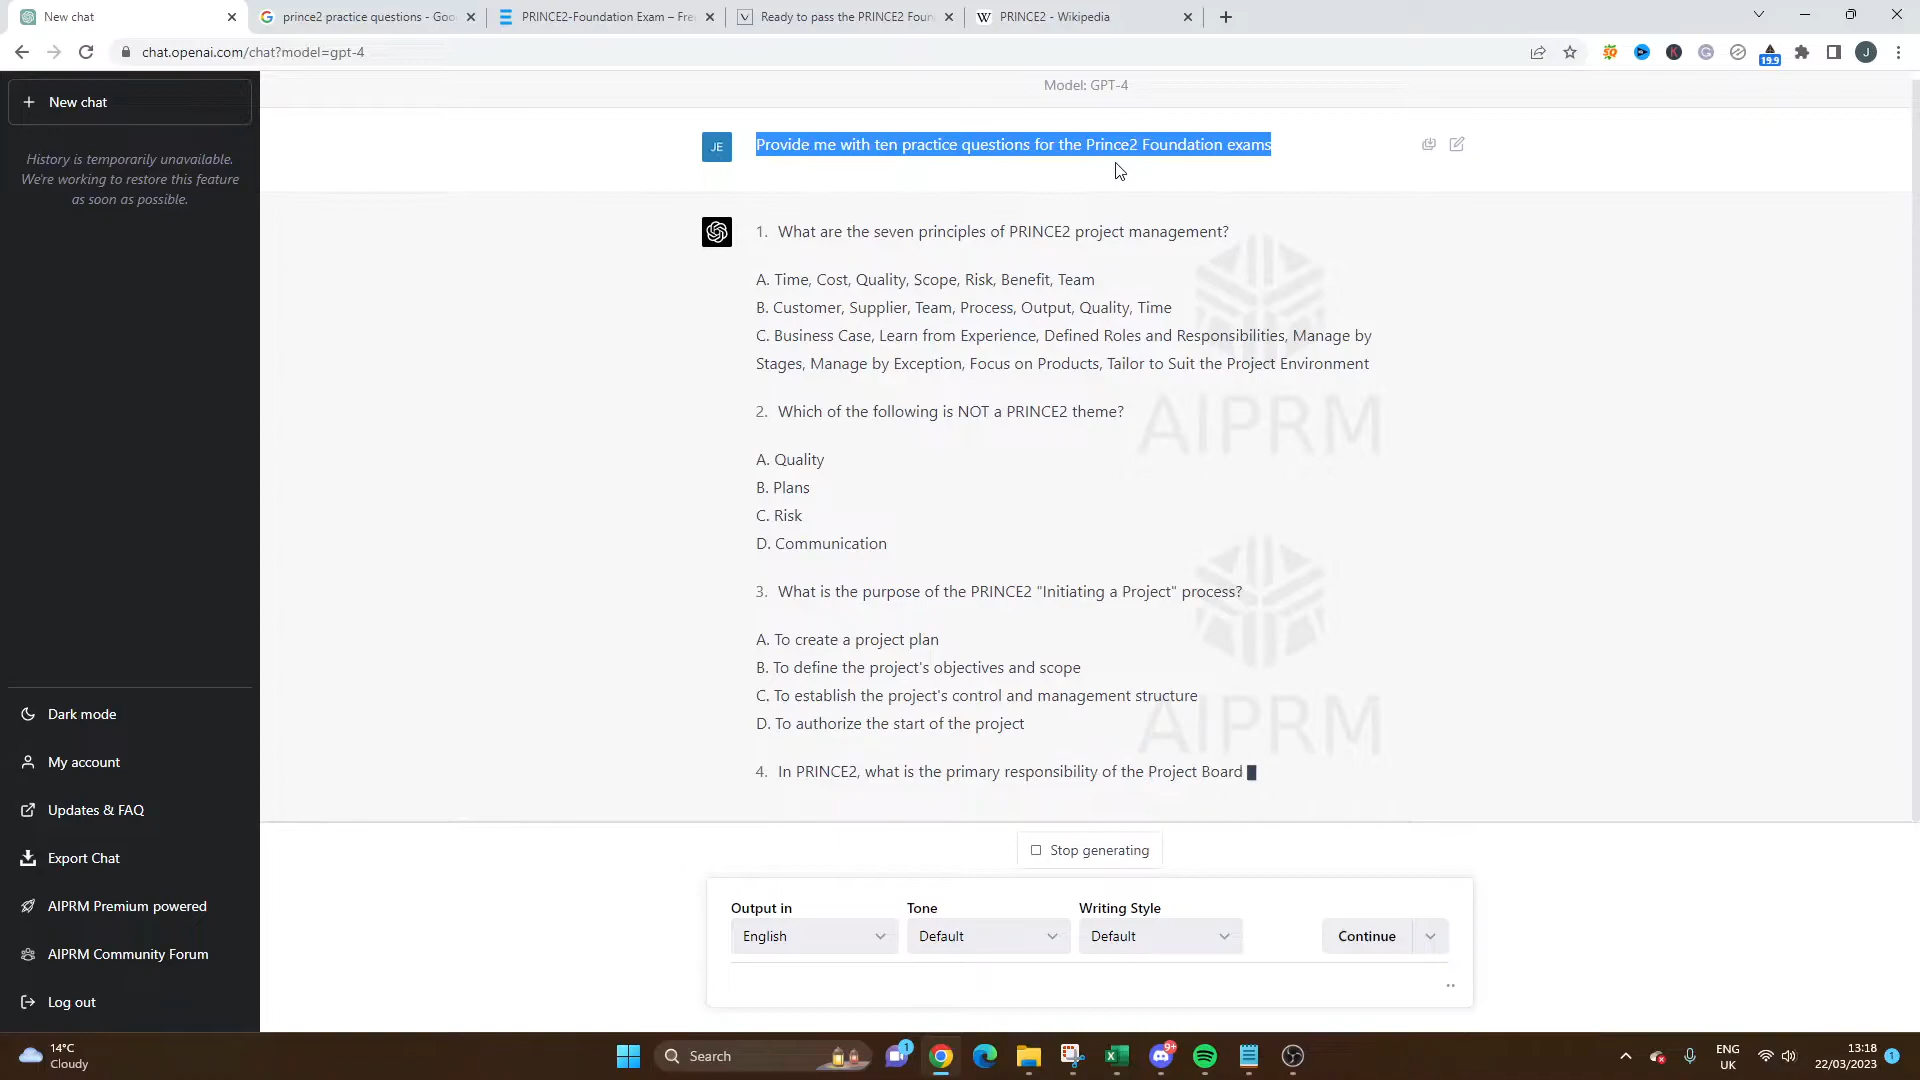 New chat
prince2 practice questions - Goo
PRINCE2-Foundation Exam – Fre
Ready to pass the PRINCE2 Foun
PRINCE2 - Wikipedia
chat.openai.com/chat?model=gpt-4
19.9
J
New chat
History is temporarily unavailable.
We're working to restore this feature
as soon as possible.
Dark mode
My account
Updates & FAQ
Export Chat
AIPRM Premium powered
AIPRM Community Forum
Log out
Model: GPT-4
JE
Provide me with ten practice questions for the Prince2 Foundation exams
1. What are the seven principles of PRINCE2 project management?
A. Time, Cost, Quality, Scope, Risk, Benefit, Team
B. Customer, Supplier, Team, Process, Output, Quality, Time
C. Business Case, Learn from Experience, Defined Roles and Responsibilities, Manage by
Stages, Manage by Exception, Focus on Products, Tailor to Suit the Project Environment
AIPRM
2. Which of the following is NOT a PRINCE2 theme?
A. Quality
B. Plans
C. Risk
D. Communication
3. What is the purpose of the PRINCE2 "Initiating a Project" process?
A. To create a project plan
B. To define the project's objectives and scope
C. To establish the project's control and management structure
D. To authorize the start of the project
AIPRM
4. In PRINCE2, what is the primary responsibility of the Project Board
Stop generating
Output in
Tone
Writing Style
English
Default
Default
Continue
14°C
Cloudy
Search
1
9+
ENG
UK
13:18
22/03/2023
1